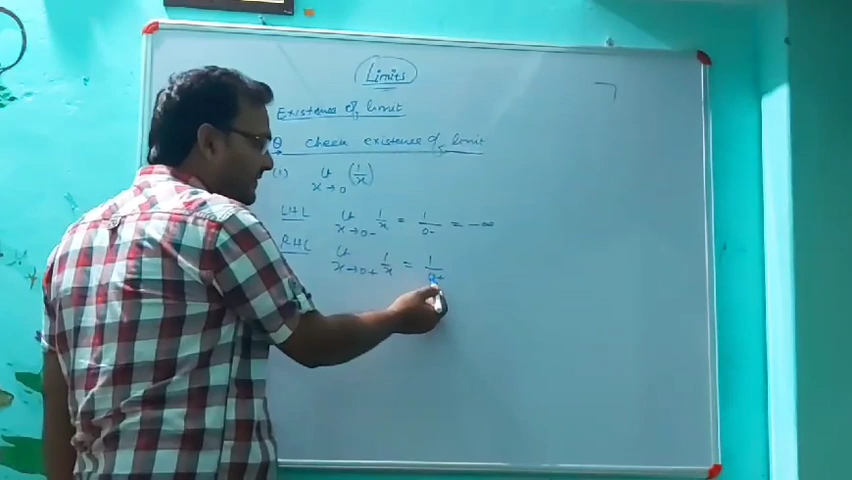 Limits
Existence of limit
Q Check existence of limit
(1) lt x→0 (1/x)
LHL lt x→0- 1/x = 1/0- = -∞
RHL lt x→0+ 1/x = 1/0+